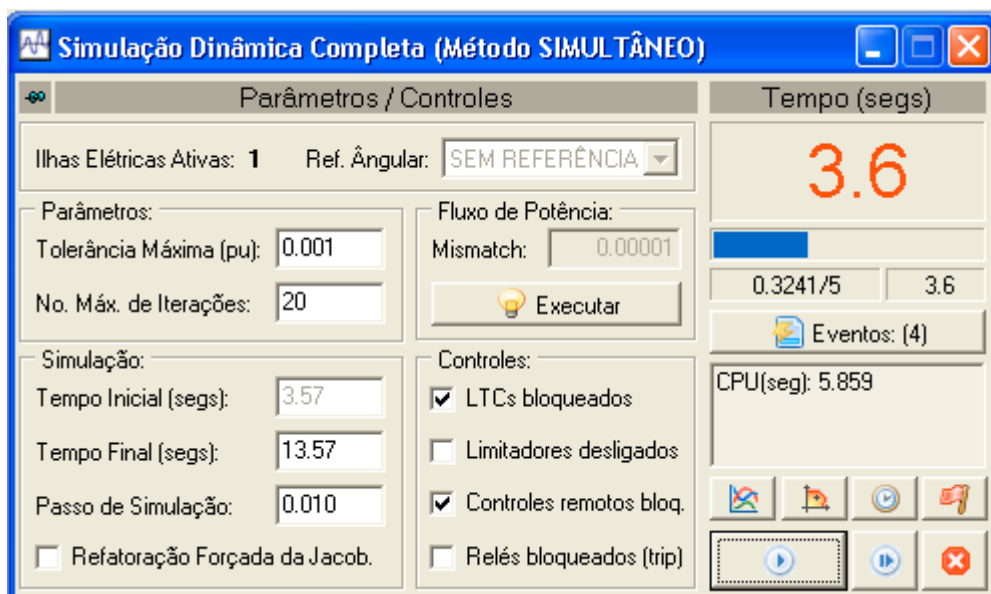 Simulação Dinâmica Completa (Método SIMULTÂNEO)
Parâmetros / Controles
Ilhas Elétricas Ativas: 1
Ref. Ângular: SEM REFERÊNCIA
Parâmetros:
Tolerância Máxima (pu): 0.001
No. Máx. de Iterações: 20
Fluxo de Potência:
Mismatch: 0.00001
Executar
Simulação:
Tempo Inicial (segs): 3.57
Tempo Final (segs): 13.57
Passo de Simulação: 0.010
Refatoração Forçada da Jacob.
Controles:
LTCs bloqueados
Limitadores desligados
Controles remotos bloq.
Relés bloqueados (trip)
Tempo (segs)
3.6
0.3241/5
3.6
Eventos: (4)
CPU(seg): 5.859